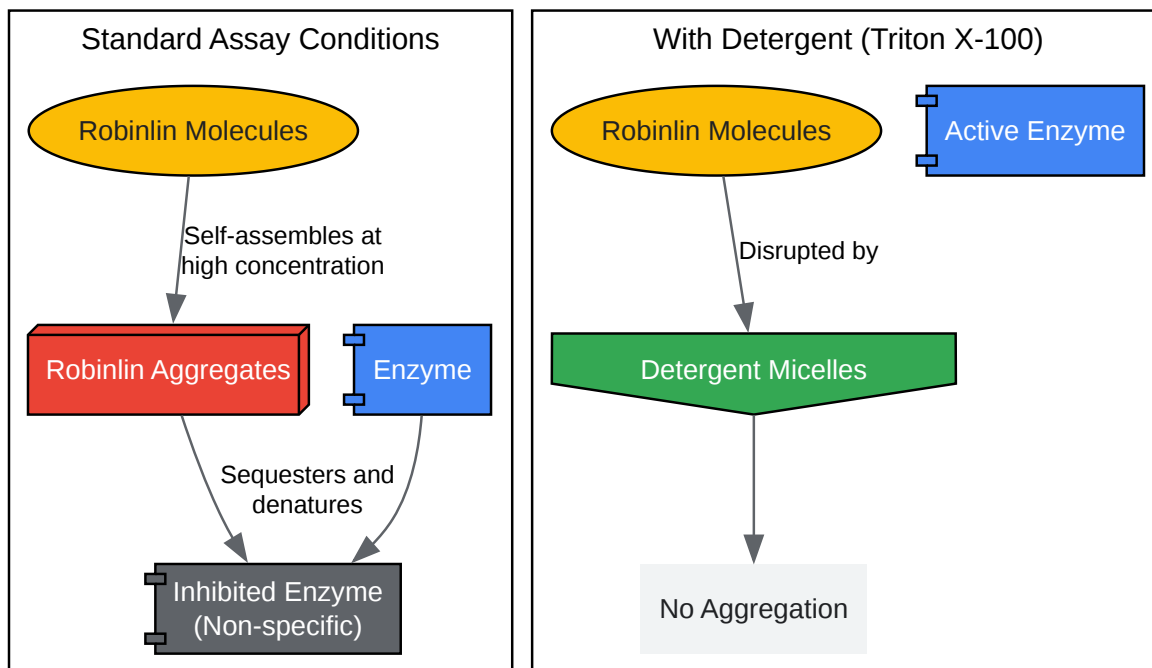 Standard Assay Conditions
Robinlin Molecules
Self-assembles at
high concentration
Robinlin Aggregates
Enzyme
Sequesters and
denatures
Inhibited Enzyme
(Non-specific)
With Detergent (Triton X-100)
Robinlin Molecules
Active Enzyme
Disrupted by
Detergent Micelles
No Aggregation